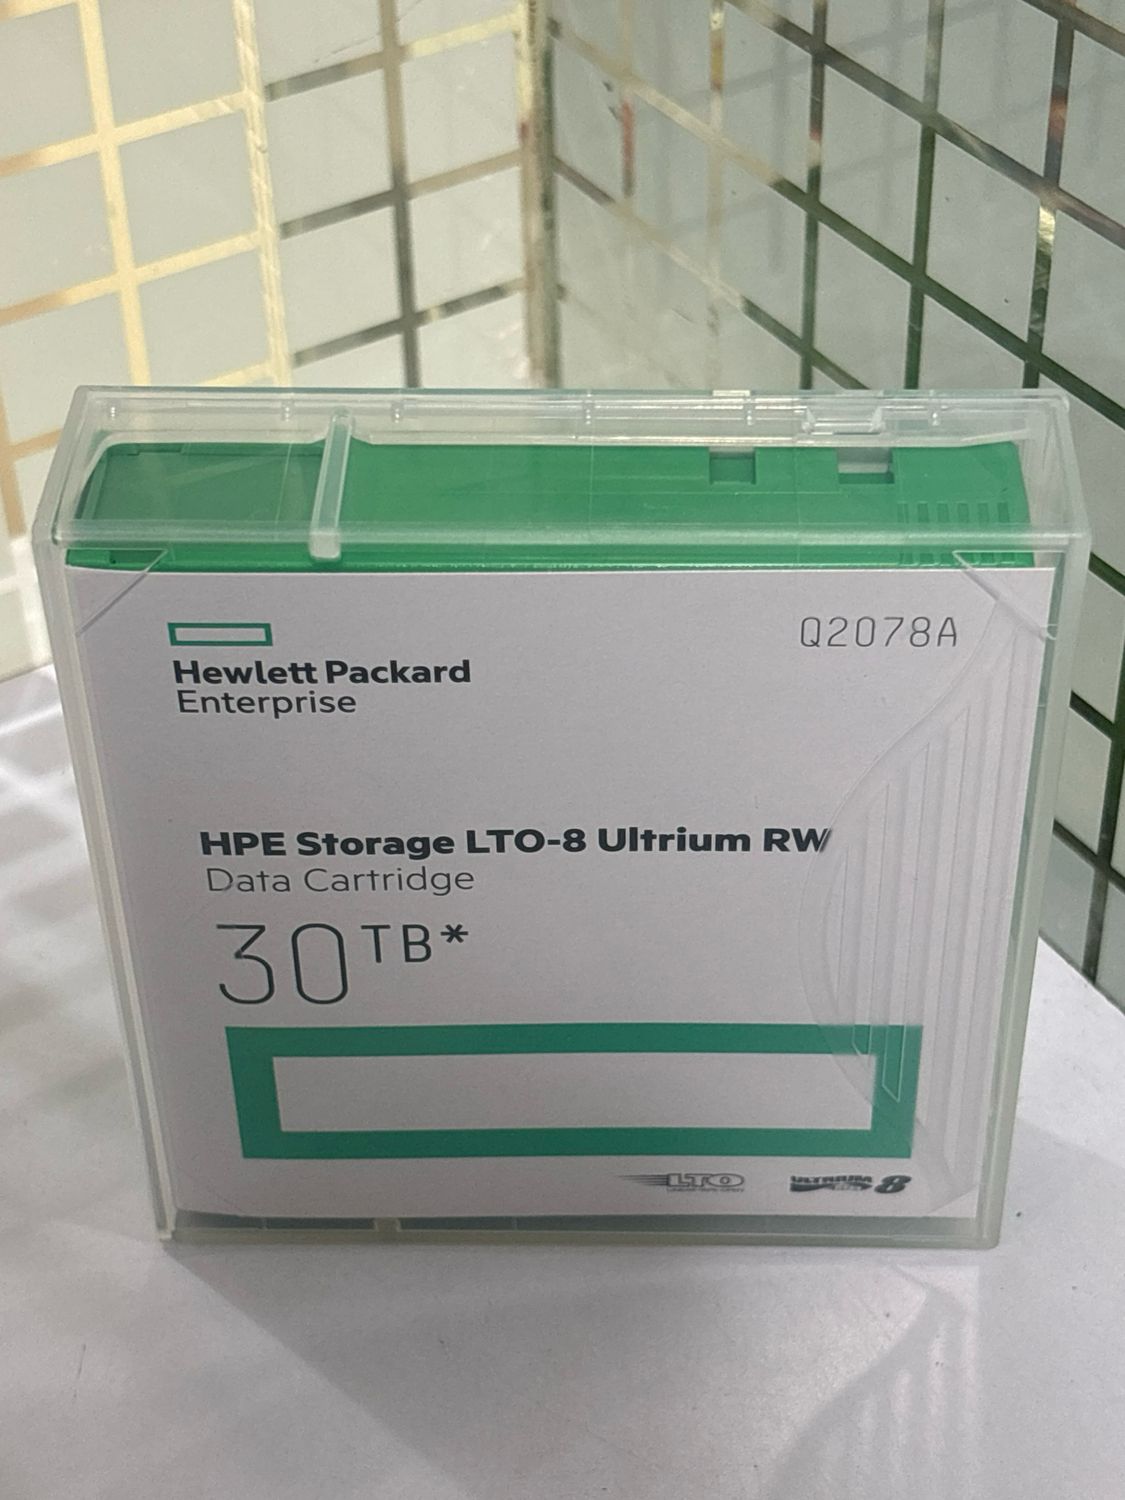 Q2078A
Hewlett Packard
Enterprise
HPE Storage LTO-8 Ultrium RW
Data Cartridge
30TB*
LTO
ULTRIUM 8